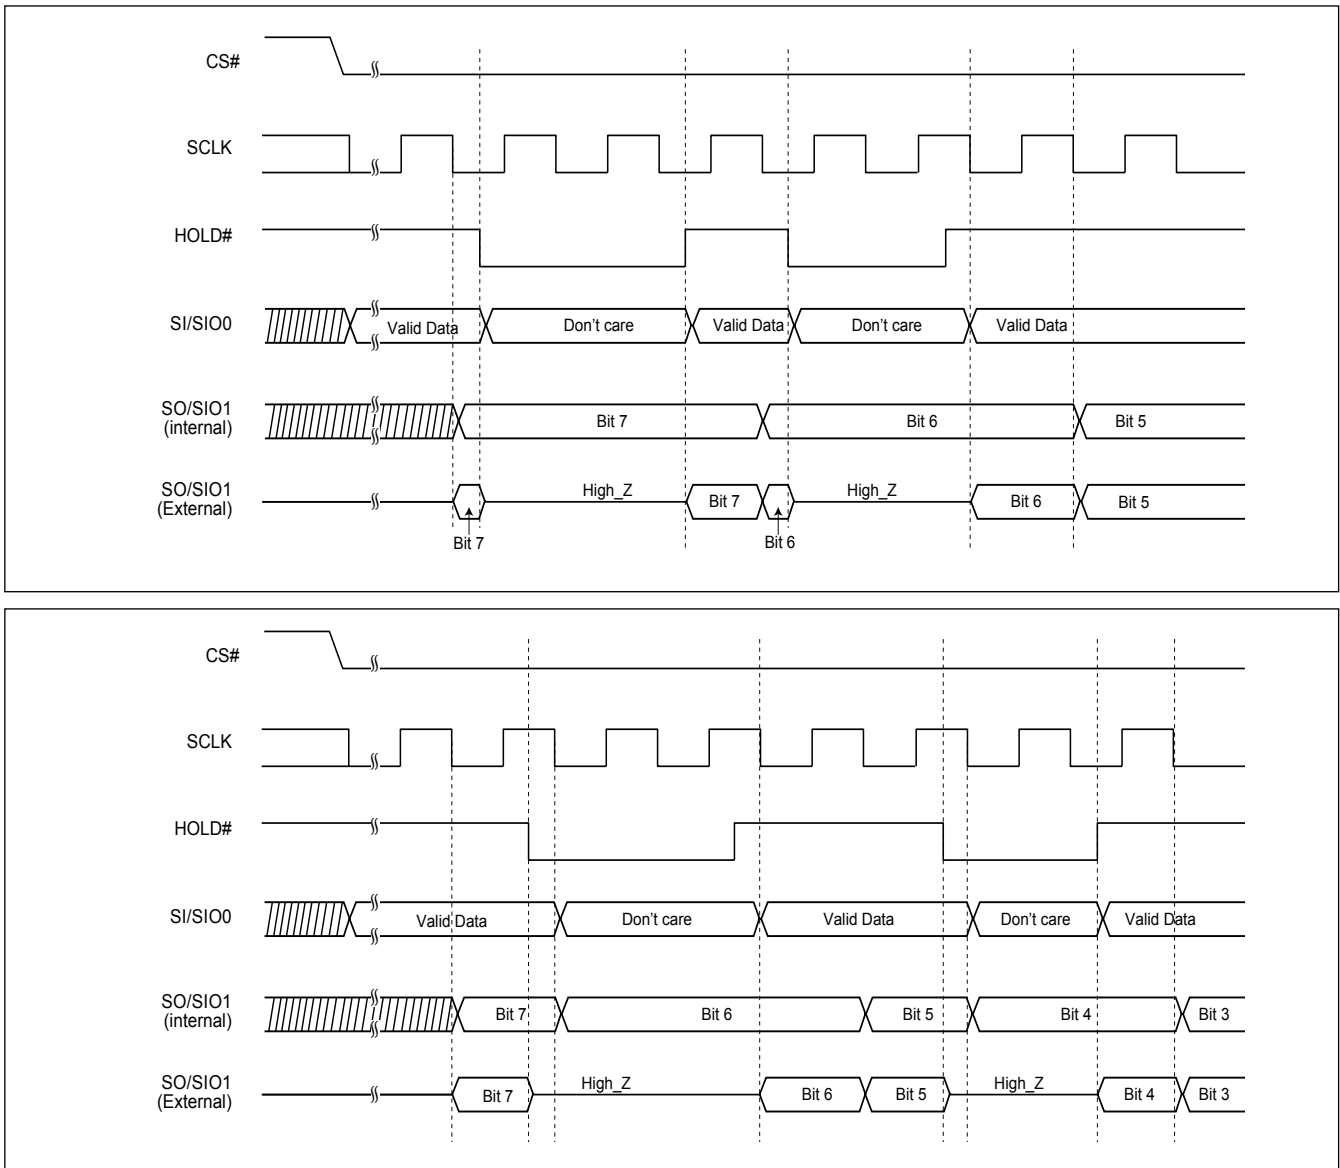 CS#
SCLK
HOLD#
SI/SIO0
Valid Data
Don't care
Valid Data
Don't care
Valid Data
SO/SIO1
(internal)
Bit 7
Bit 6
Bit 5
SO/SIO1
(External)
High_Z
Bit 7
High_Z
Bit 6
Bit 5
Bit 7
Bit 6
CS#
SCLK
HOLD#
SI/SIO0
Valid Data
Don't care
Valid Data
Don't care
Valid Data
SO/SIO1
(internal)
Bit 7
Bit 6
Bit 5
Bit 4
Bit 3
SO/SIO1
(External)
Bit 7
High_Z
Bit 6
Bit 5
High_Z
Bit 4
Bit 3